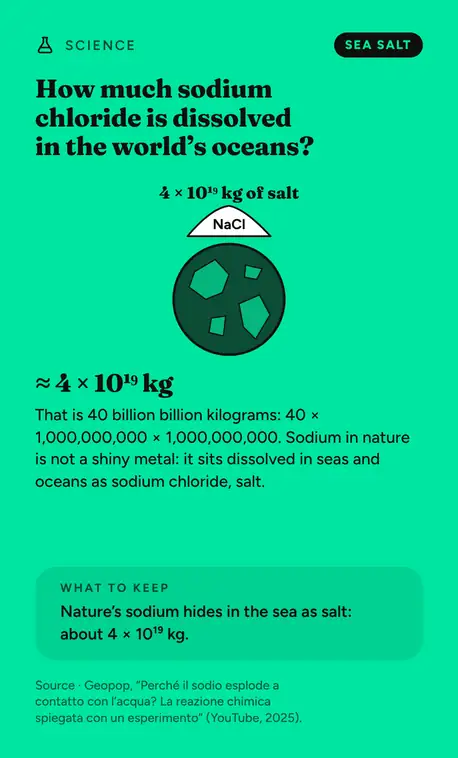 SCIENCE
SEA SALT
How much sodium
chloride is dissolved
in the world’s oceans?
4 × 10¹⁹ kg of salt
NaCl
≈ 4 × 10¹⁹ kg
That is 40 billion billion kilograms: 40 ×
1,000,000,000 × 1,000,000,000. Sodium in nature
is not a shiny metal: it sits dissolved in seas and
oceans as sodium chloride, salt.
WHAT TO KEEP
Nature’s sodium hides in the sea as salt:
about 4 × 10¹⁹ kg.
Source · Geopop, “Perché il sodio esplode a
contatto con l’acqua? La reazione chimica
spiegata con un esperimento” (YouTube, 2025).